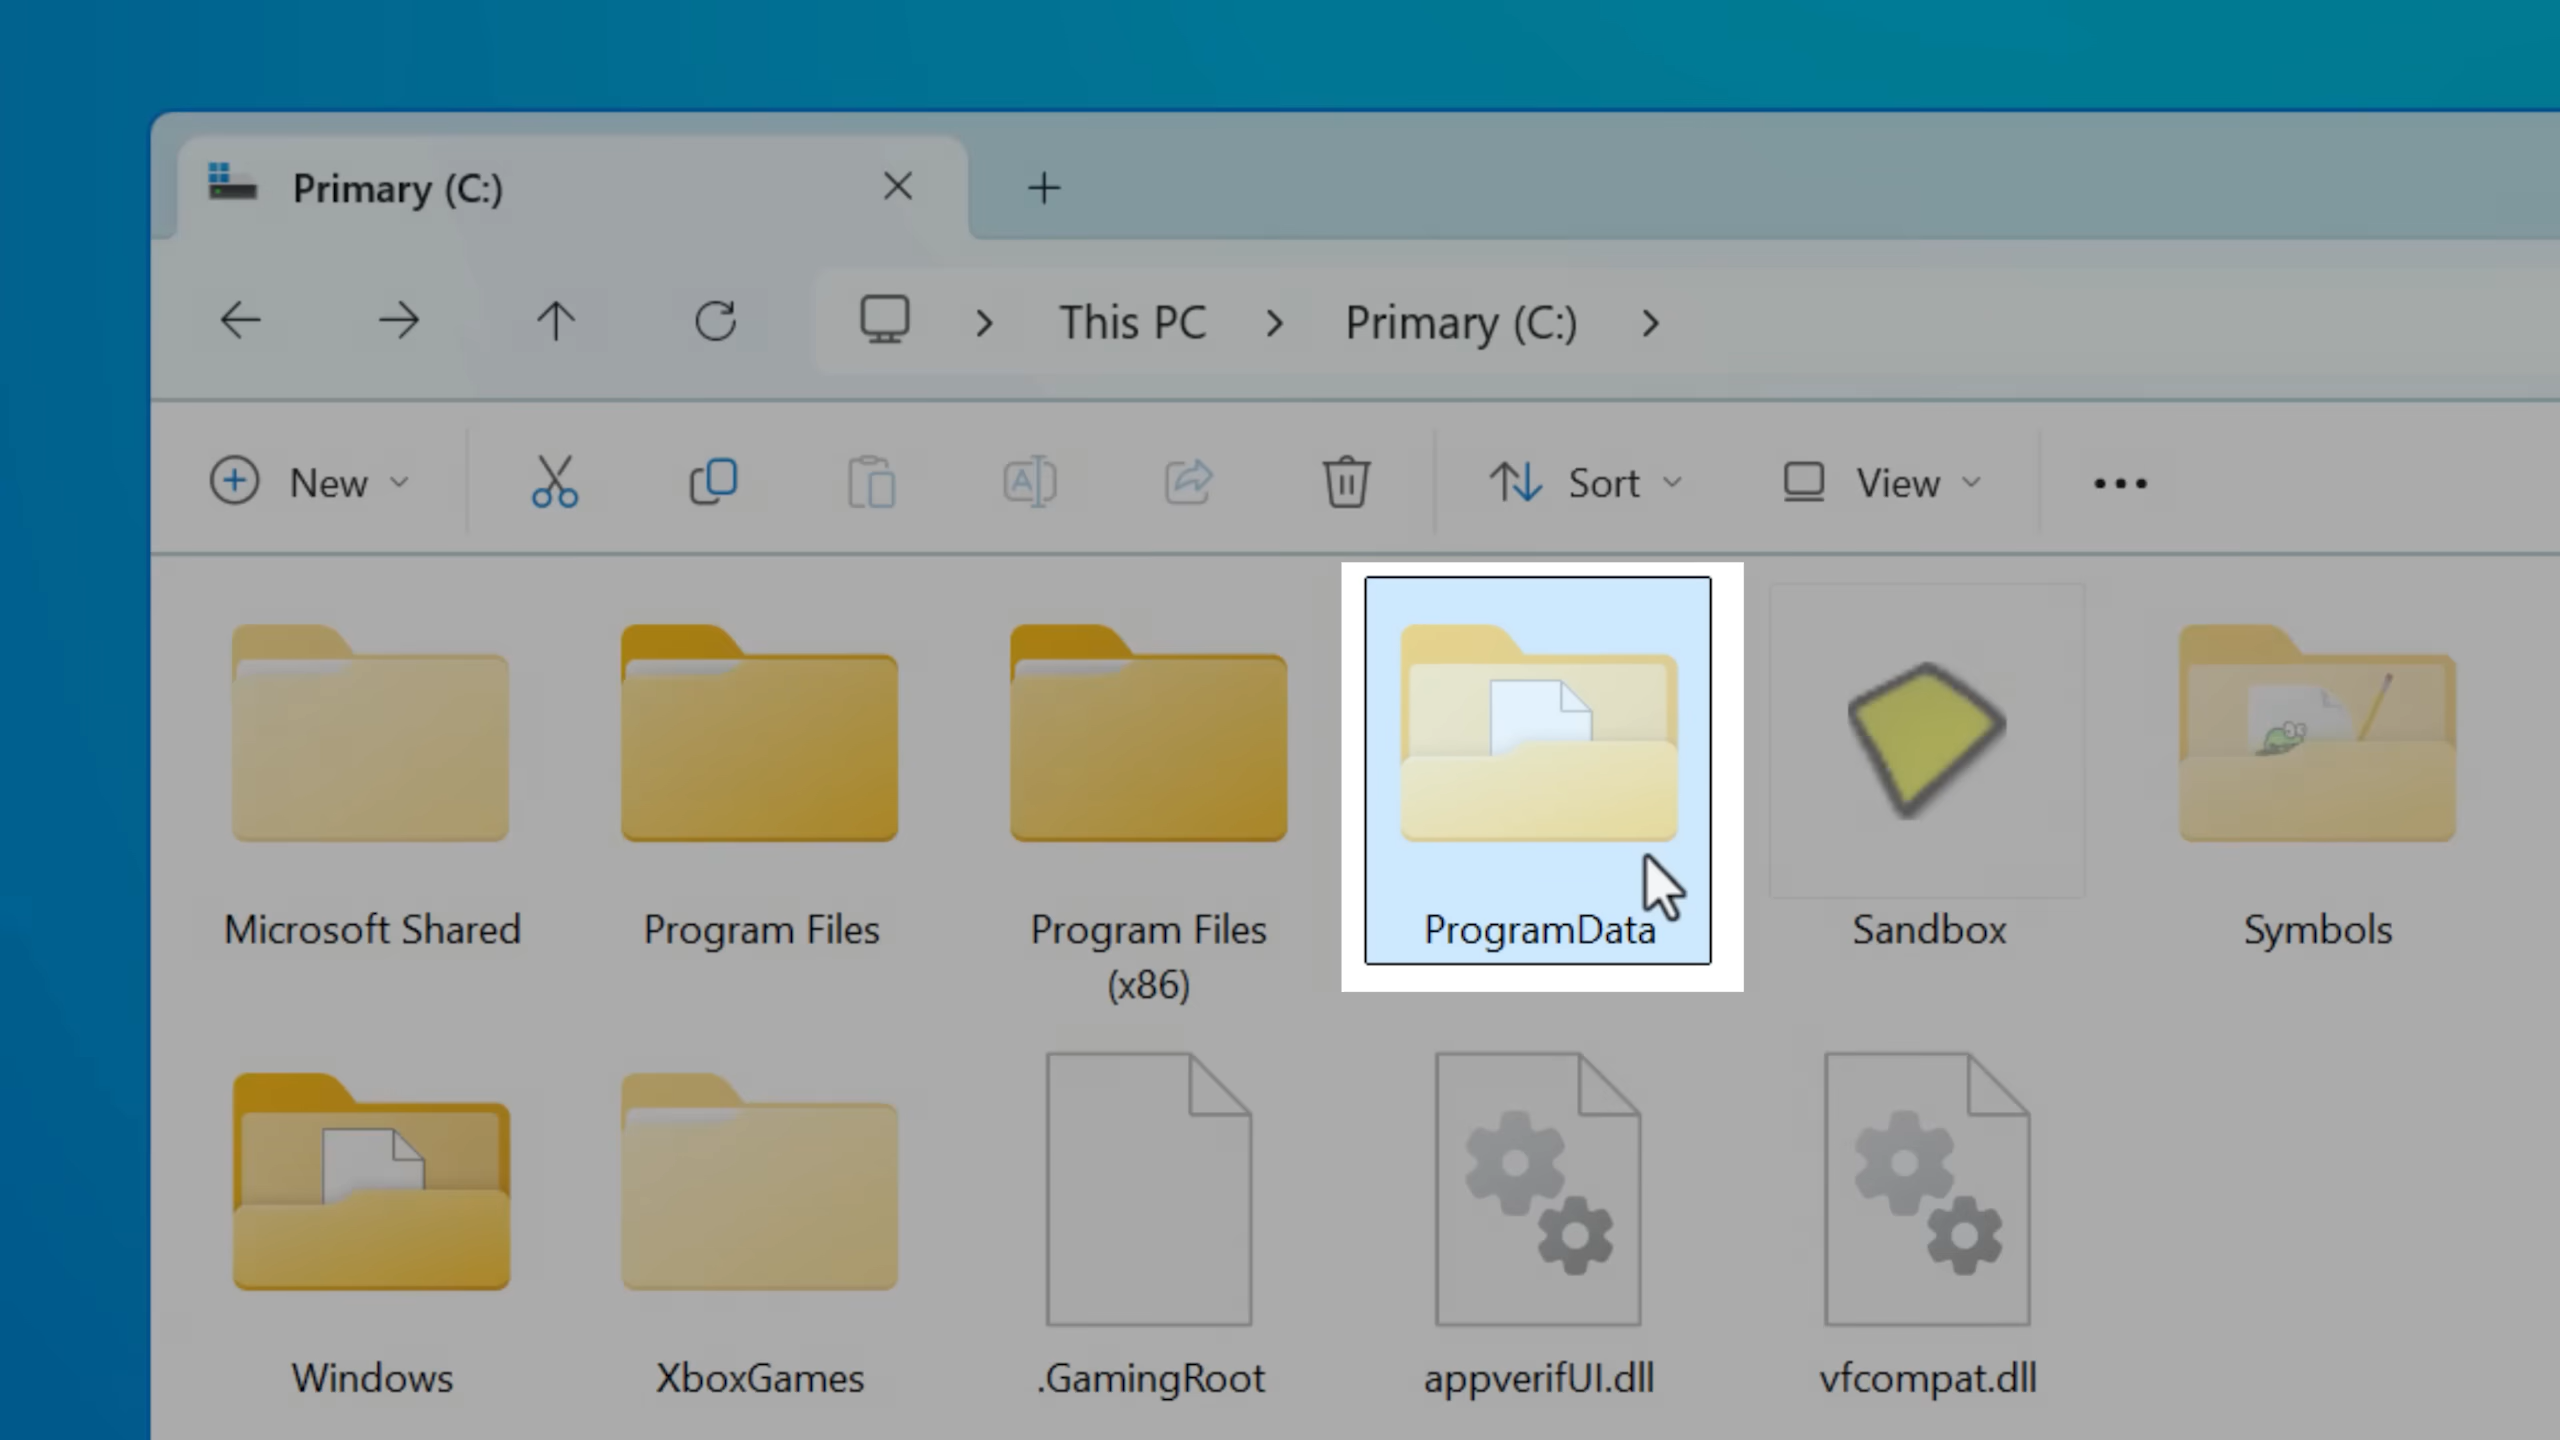 Primary (C:)
This PC
Primary (C:)
New
Sort
View
Microsoft Shared
Program Files
Program Files
(x86)
ProgramData
Sandbox
Symbols
Windows
XboxGames
.GamingRoot
appverifUI.dll
vfcompat.dll